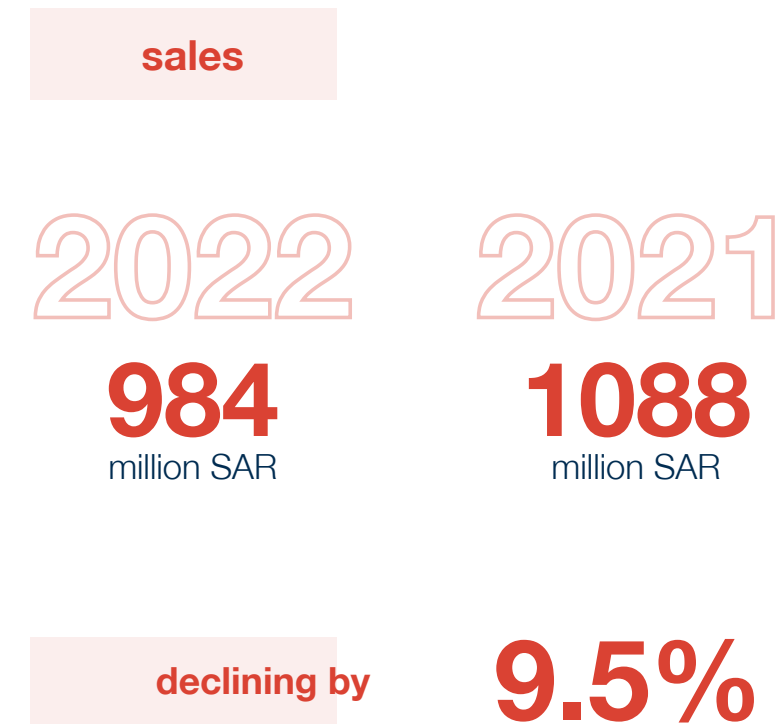 sales
2022 2021
984 1088
million SAR million SAR
declining by 9.5%